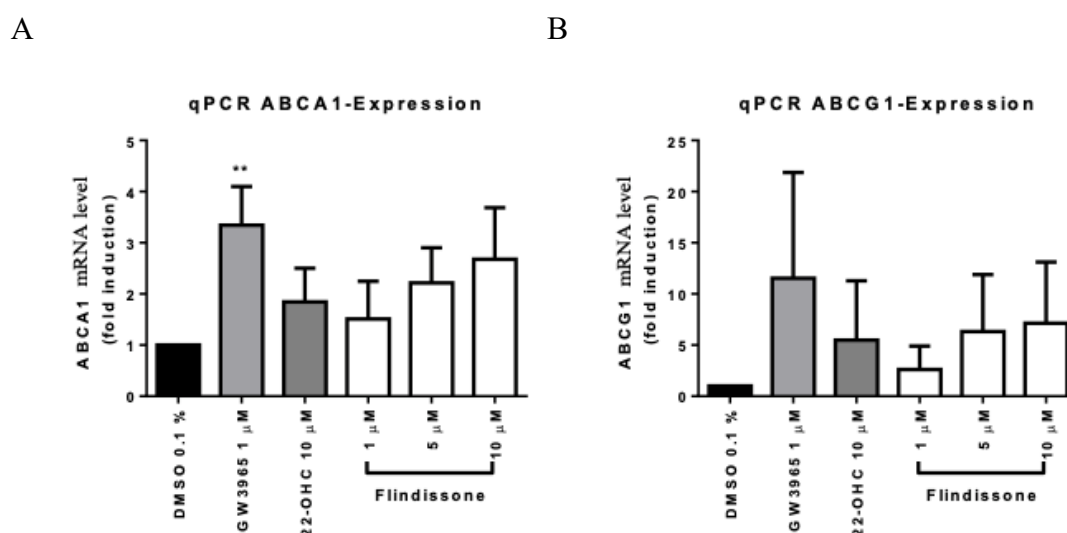 A
B
qPCR ABCA1-Expression
ABCA1 mRNA level
(fold induction)
5
4
3
2
1
0
**
DMSO 0.1 %
GW3965 1 µM
22-OHC 10 µM
1 µM
5 µM
10 µM
Flindissone
qPCR ABCG1-Expression
ABCG1 mRNA level
(fold induction)
25
20
15
10
5
0
DMSO 0.1 %
GW3965 1 µM
22-OHC 10 µM
1 µM
5 µM
10 µM
Flindissone